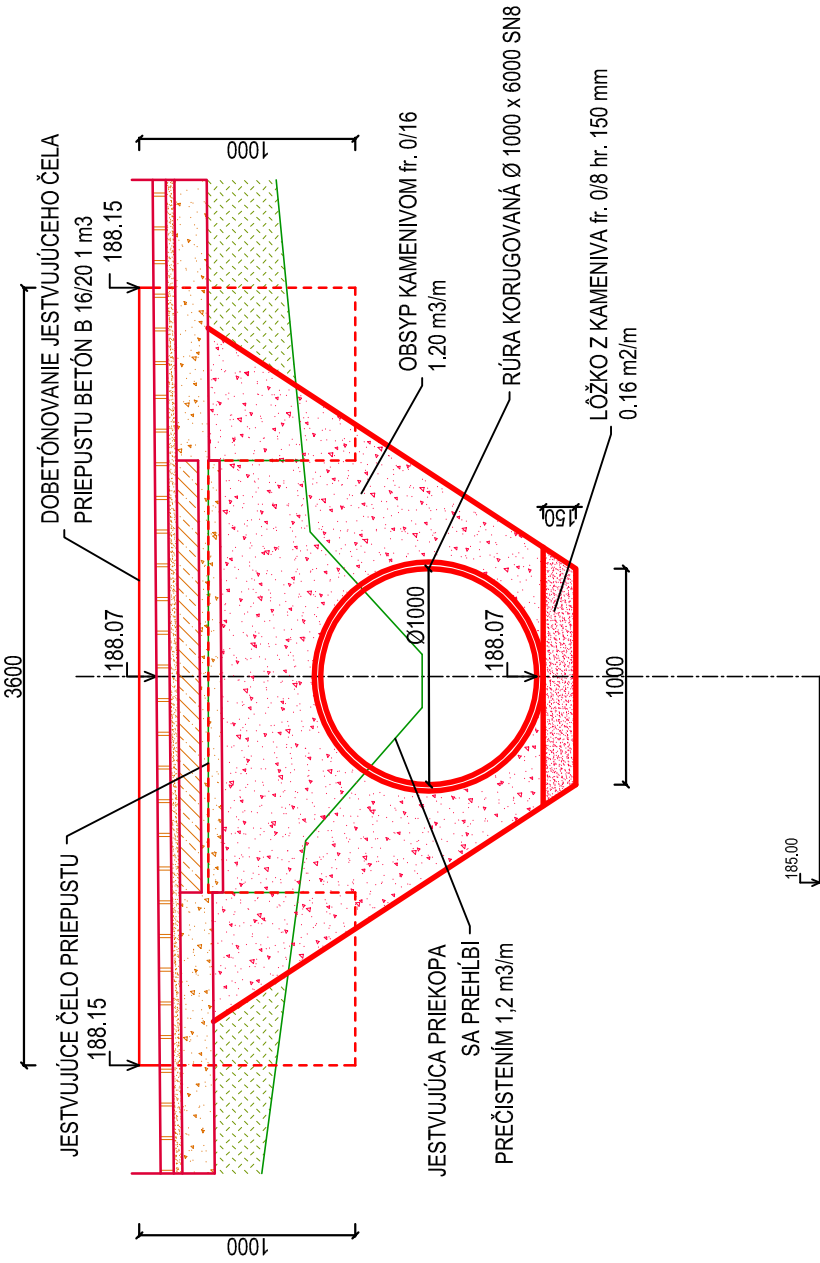 3600
DOBETÓNOVANIE JESTVUJÚCEHO ČELA
PRIEPUSTU BETÓN B 16/20 1 m3
188.15
188.07
JESTVUJÚCE ČELO PRIEPUSTU
188.15
1000
1000
OBSYP KAMENIVOM fr. 0/16
1.20 m3/m
RÚRA KORUGOVANÁ Ø 1000 x 6000 SN8
LÔŽKO Z KAMENIVA fr. 0/8 hr. 150 mm
0.16 m2/m
150
Ø1000
188.07
1000
JESTVUJÚCA PRIEKOPA
SA PREHĹBI
PREČISTENÍM 1,2 m3/m
185.00